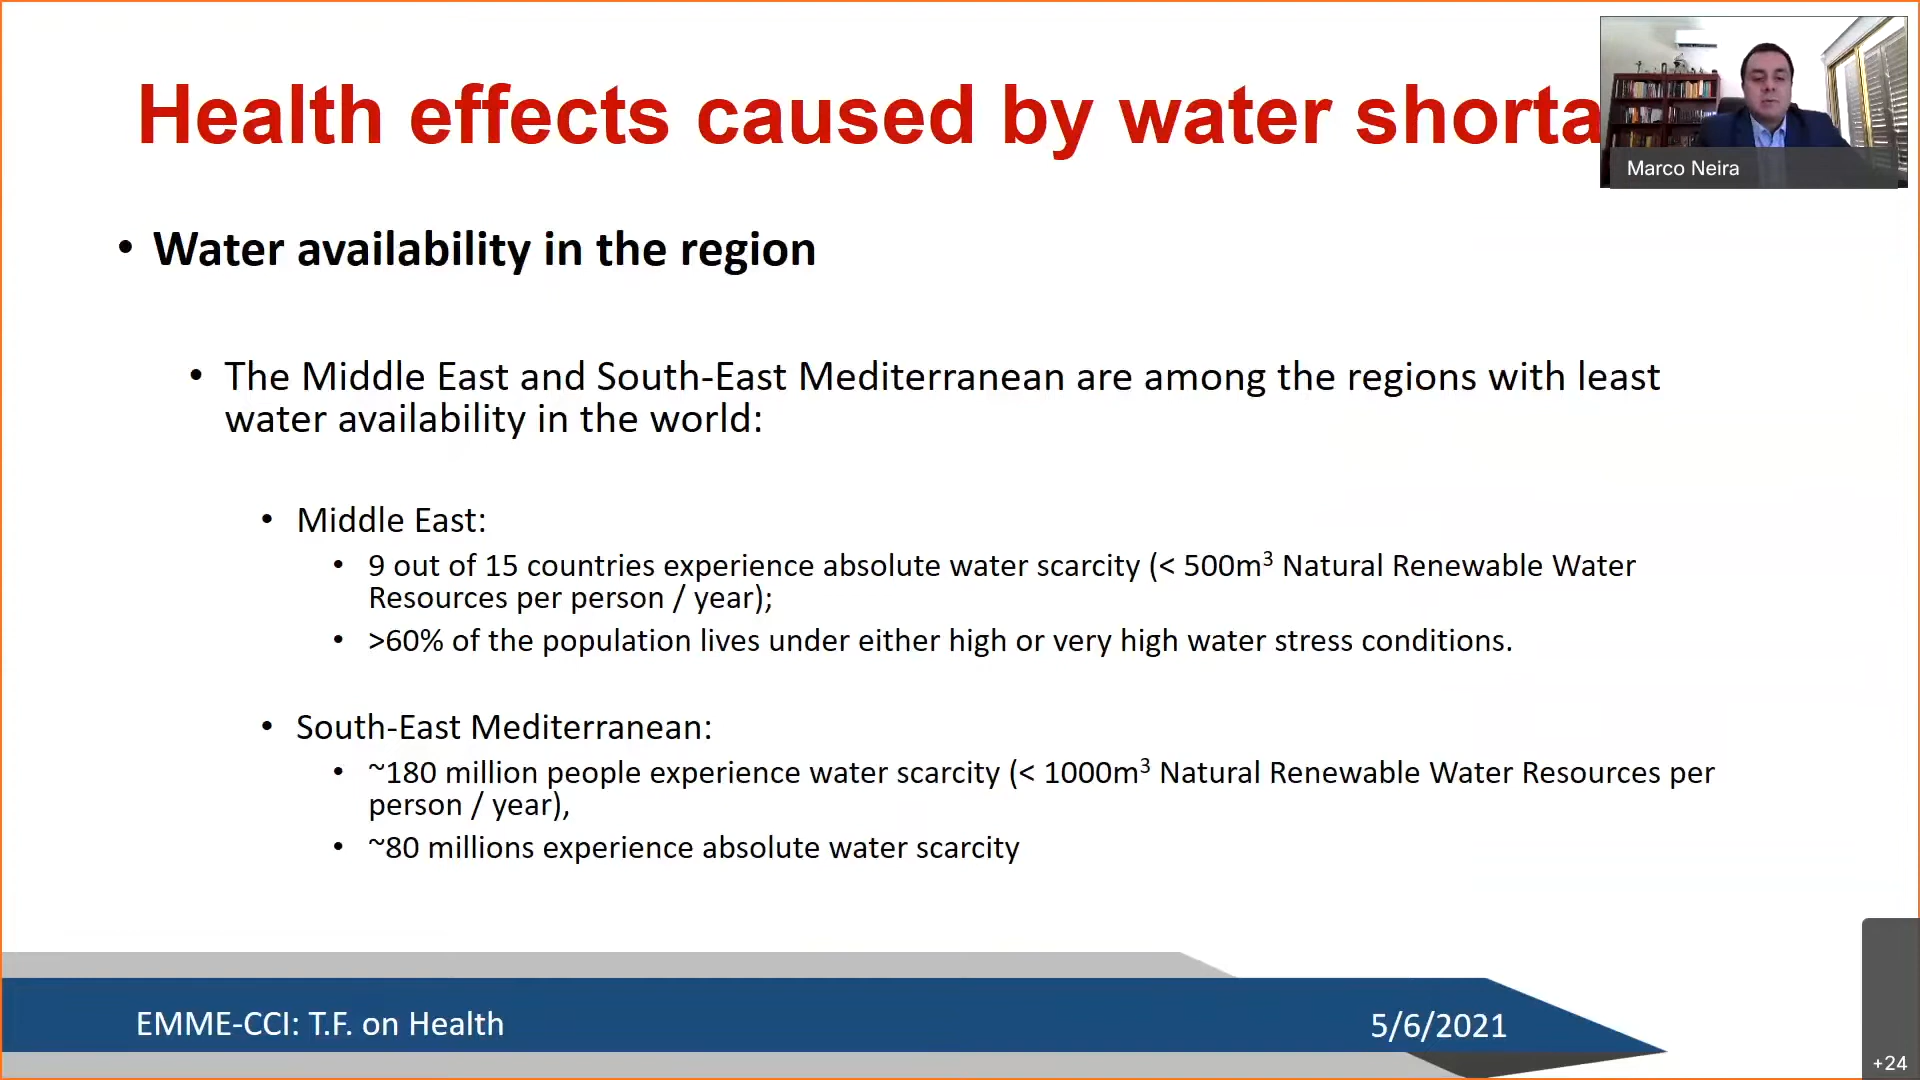 Health effects caused by water shorta
Marco Neira
• Water availability in the region
• The Middle East and South-East Mediterranean are among the regions with least
water availability in the world:
• Middle East:
• 9 out of 15 countries experience absolute water scarcity (< 500m³ Natural Renewable Water
Resources per person / year);
• >60% of the population lives under either high or very high water stress conditions.
• South-East Mediterranean:
• ~180 million people experience water scarcity (< 1000m³ Natural Renewable Water Resources per
person / year),
• ~80 millions experience absolute water scarcity
EMME-CCI: T.F. on Health
5/6/2021
+24